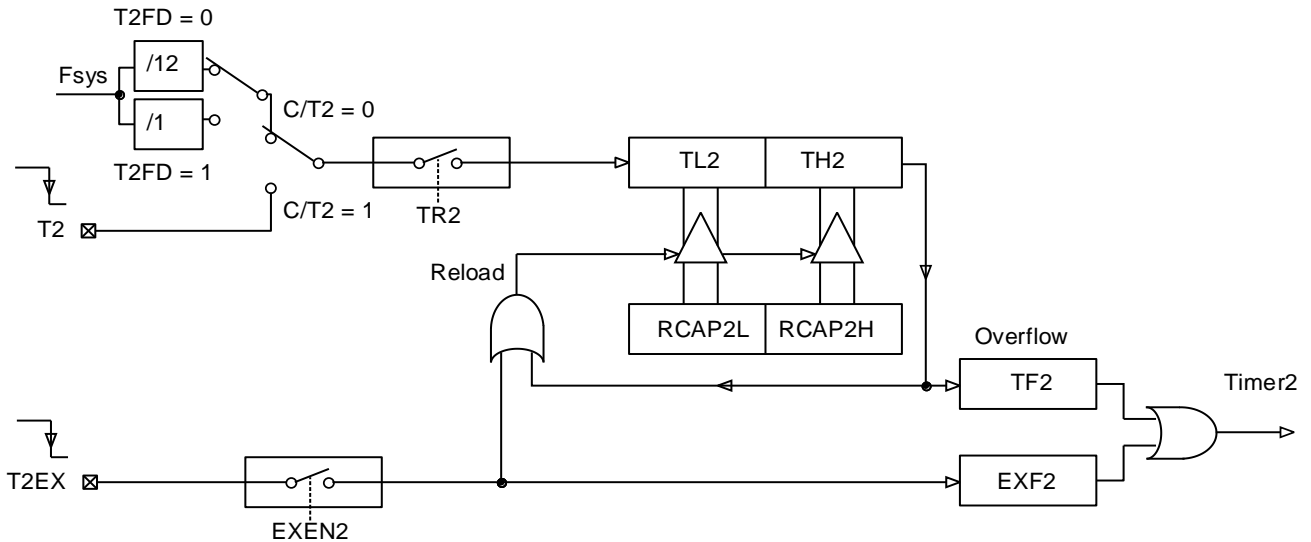 T2FD = 0
/12
Fsys
C/T2 = 0
/1
T2FD = 1
TL2
TH2
T2
C/T2 = 1
TR2
Reload
RCAP2L
RCAP2H
Overflow
TF2
Timer2
T2EX
EXF2
EXEN2